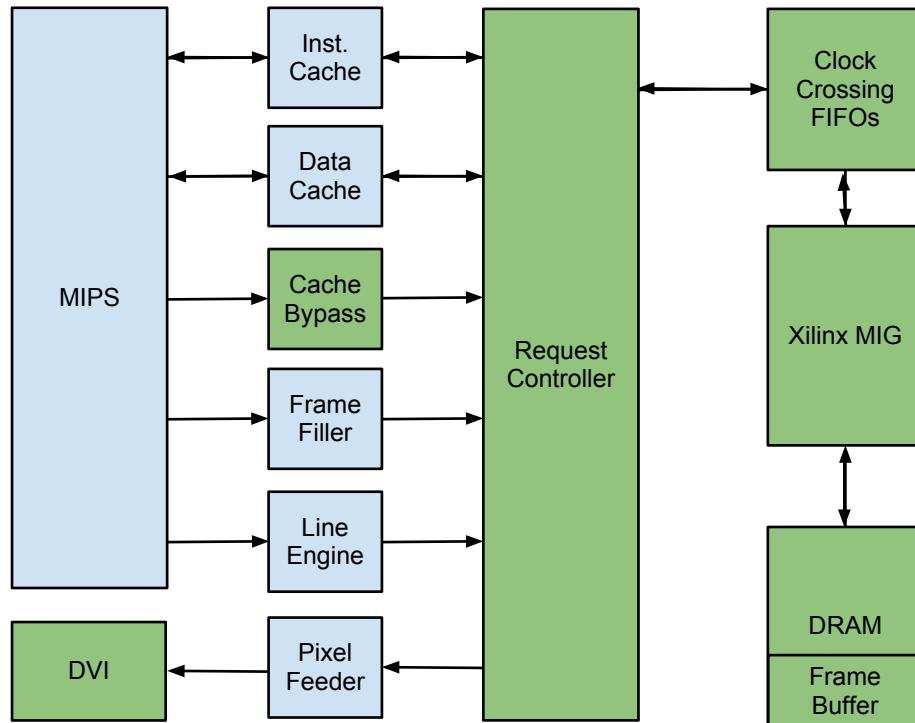 MIPS
Inst.
Cache
Data
Cache
Cache
Bypass
Frame
Filler
Line
Engine
Pixel
Feeder
DVI
Request
Controller
Clock
Crossing
FIFOs
Xilinx MIG
DRAM
Frame
Buffer